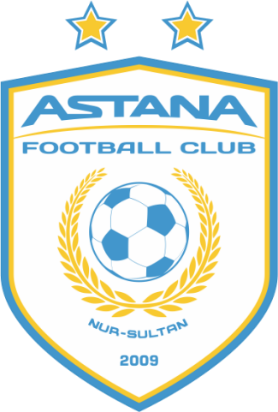 ASTANA
FOOTBALL CLUB
NUR-SULTAN
2009